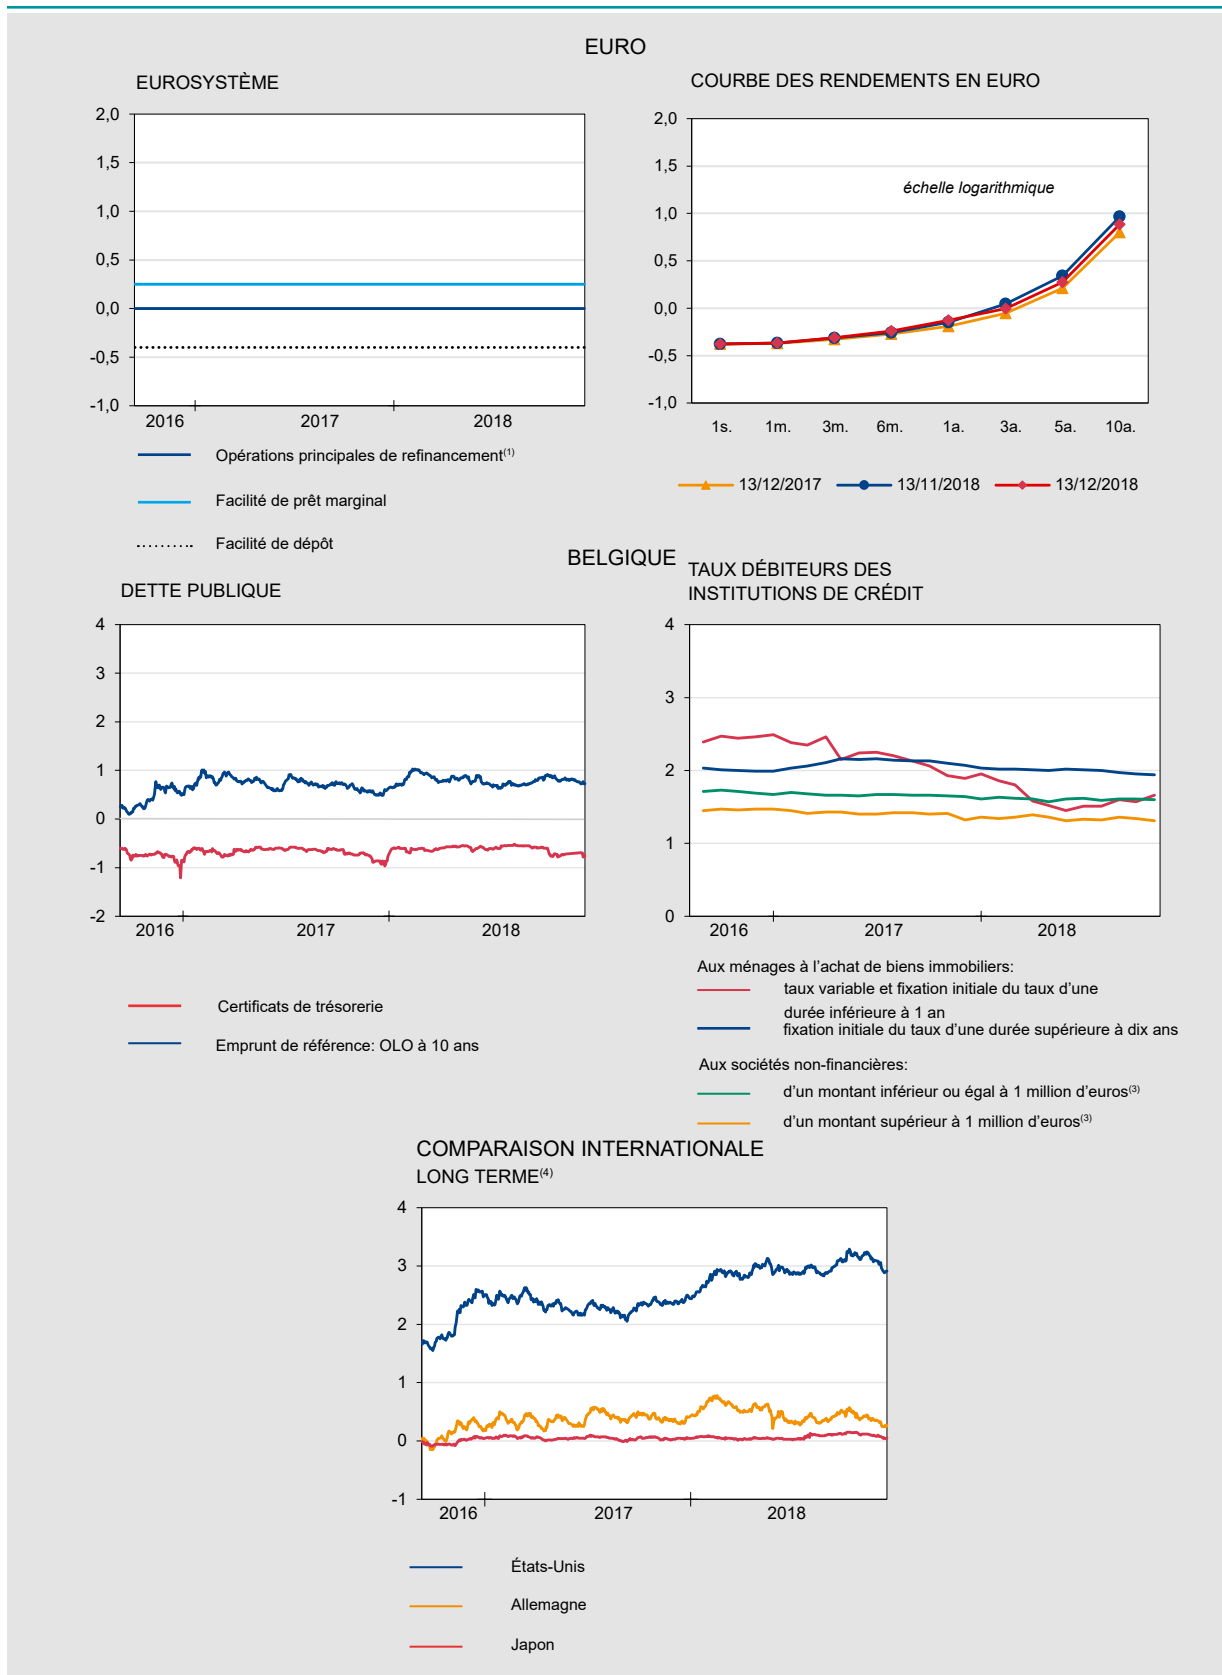 EURO
EUROSYSTÈME
2,0
1,5
1,0
0,5
0,0
-0,5
-1,0
2016 2017 2018
Opérations principales de refinancement(1)
Facilité de prêt marginal
Facilité de dépôt
COURBE DES RENDEMENTS EN EURO
2,0
1,5
1,0
0,5
0,0
-0,5
-1,0
échelle logarithmique
1s. 1m. 3m. 6m. 1a. 3a. 5a. 10a.
13/12/2017 13/11/2018 13/12/2018
BELGIQUE
DETTE PUBLIQUE
4
3
2
1
0
-1
-2
2016 2017 2018
Certificats de trésorerie
Emprunt de référence: OLO à 10 ans
TAUX DÉBITEURS DES
INSTITUTIONS DE CRÉDIT
4
3
2
1
0
2016 2017 2018
Aux ménages à l’achat de biens immobiliers:
taux variable et fixation initiale du taux d’une
durée inférieure à 1 an
fixation initiale du taux d’une durée supérieure à dix ans
Aux sociétés non-financières:
d’un montant inférieur ou égal à 1 million d’euros(3)
d’un montant supérieur à 1 million d’euros(3)
COMPARAISON INTERNATIONALE
LONG TERME(4)
4
3
2
1
0
-1
2016 2017 2018
États-Unis
Allemagne
Japon